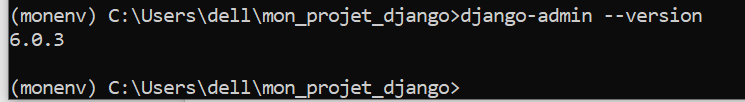 (monenv) C:\Users\dell\mon_projet_django>django-admin --version
6.0.3
(monenv) C:\Users\dell\mon_projet_django>